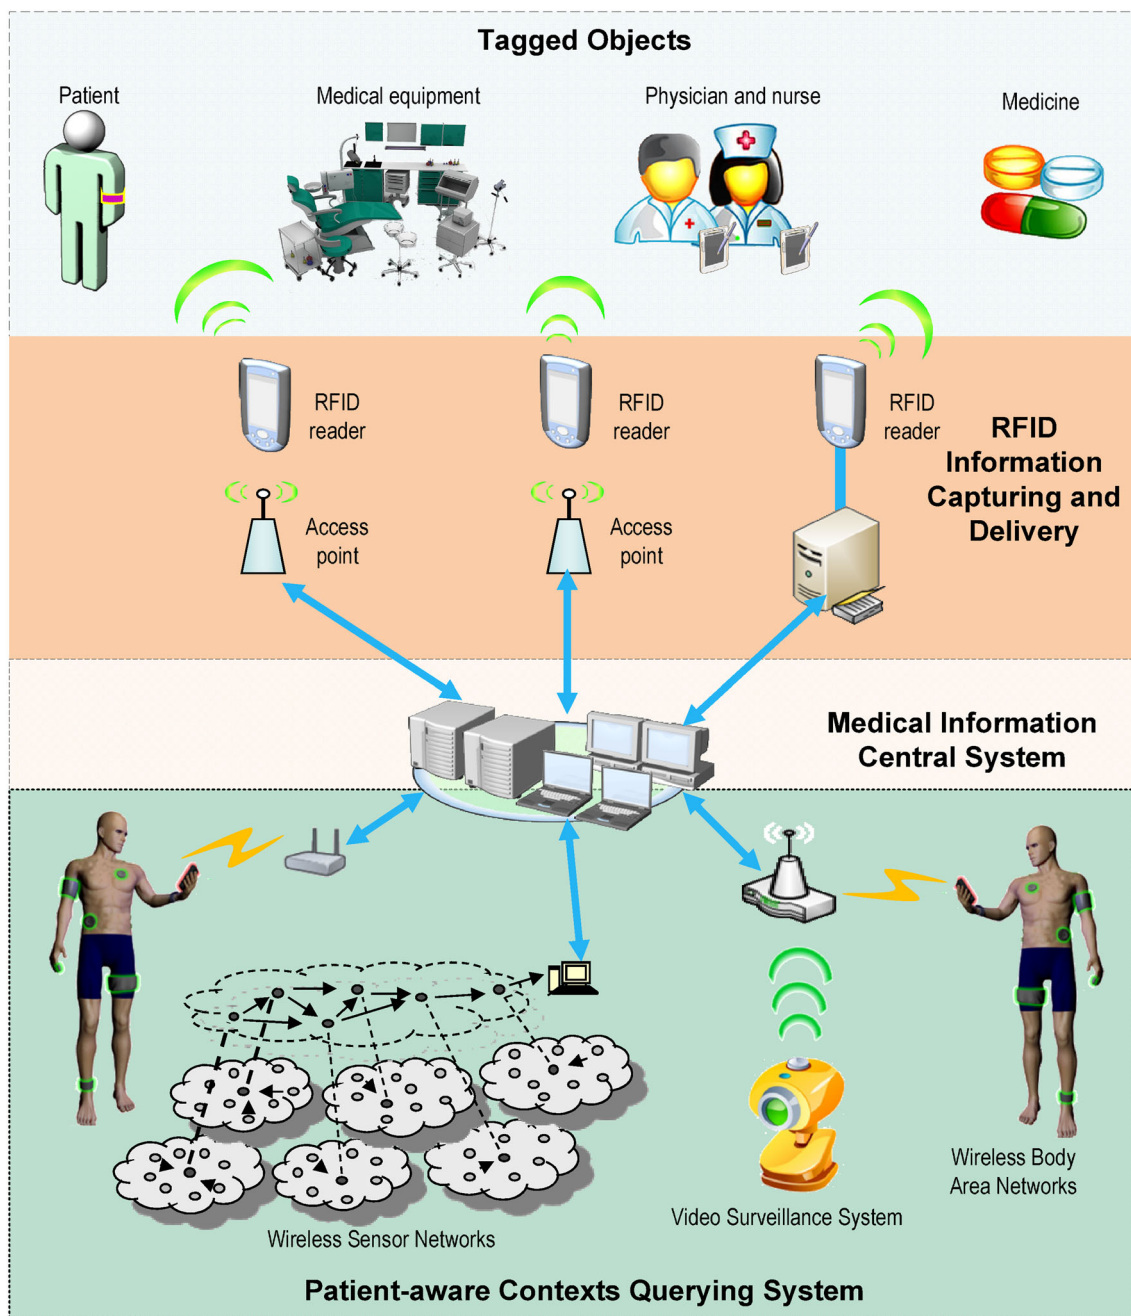 Tagged Objects
Patient
Medical equipment
Physician and nurse
Medicine
RFID
reader
RFID
reader
RFID
reader
RFID
Information
Capturing and
Delivery
Access
point
Access
point
Medical Information
Central System
Wireless Body
Area Networks
Video Surveillance System
Wireless Sensor Networks
Patient-aware Contexts Querying System